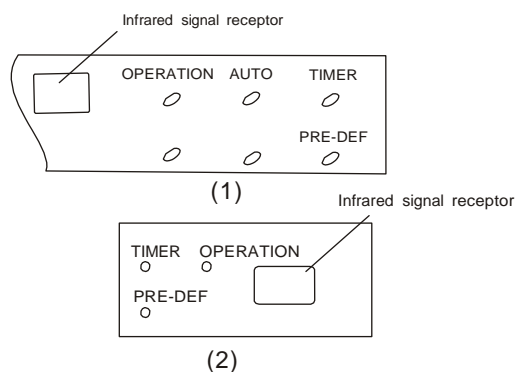 Infrared signal receptor
OPERATION AUTO TIMER
PRE-DEF
(1)
Infrared signal receptor
TIMER OPERATION
PRE-DEF
(2)